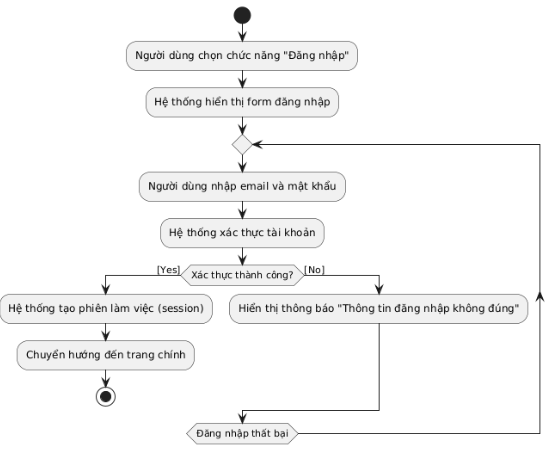 Người dùng chọn chức năng "Đăng nhập"
Hệ thống hiển thị form đăng nhập
Người dùng nhập email và mật khẩu
Hệ thống xác thực tài khoản
[Yes]
Xác thực thành công?
[No]
Hệ thống tạo phiên làm việc (session)
Hiển thị thông báo "Thông tin đăng nhập không đúng"
Chuyển hướng đến trang chính
Đăng nhập thất bại